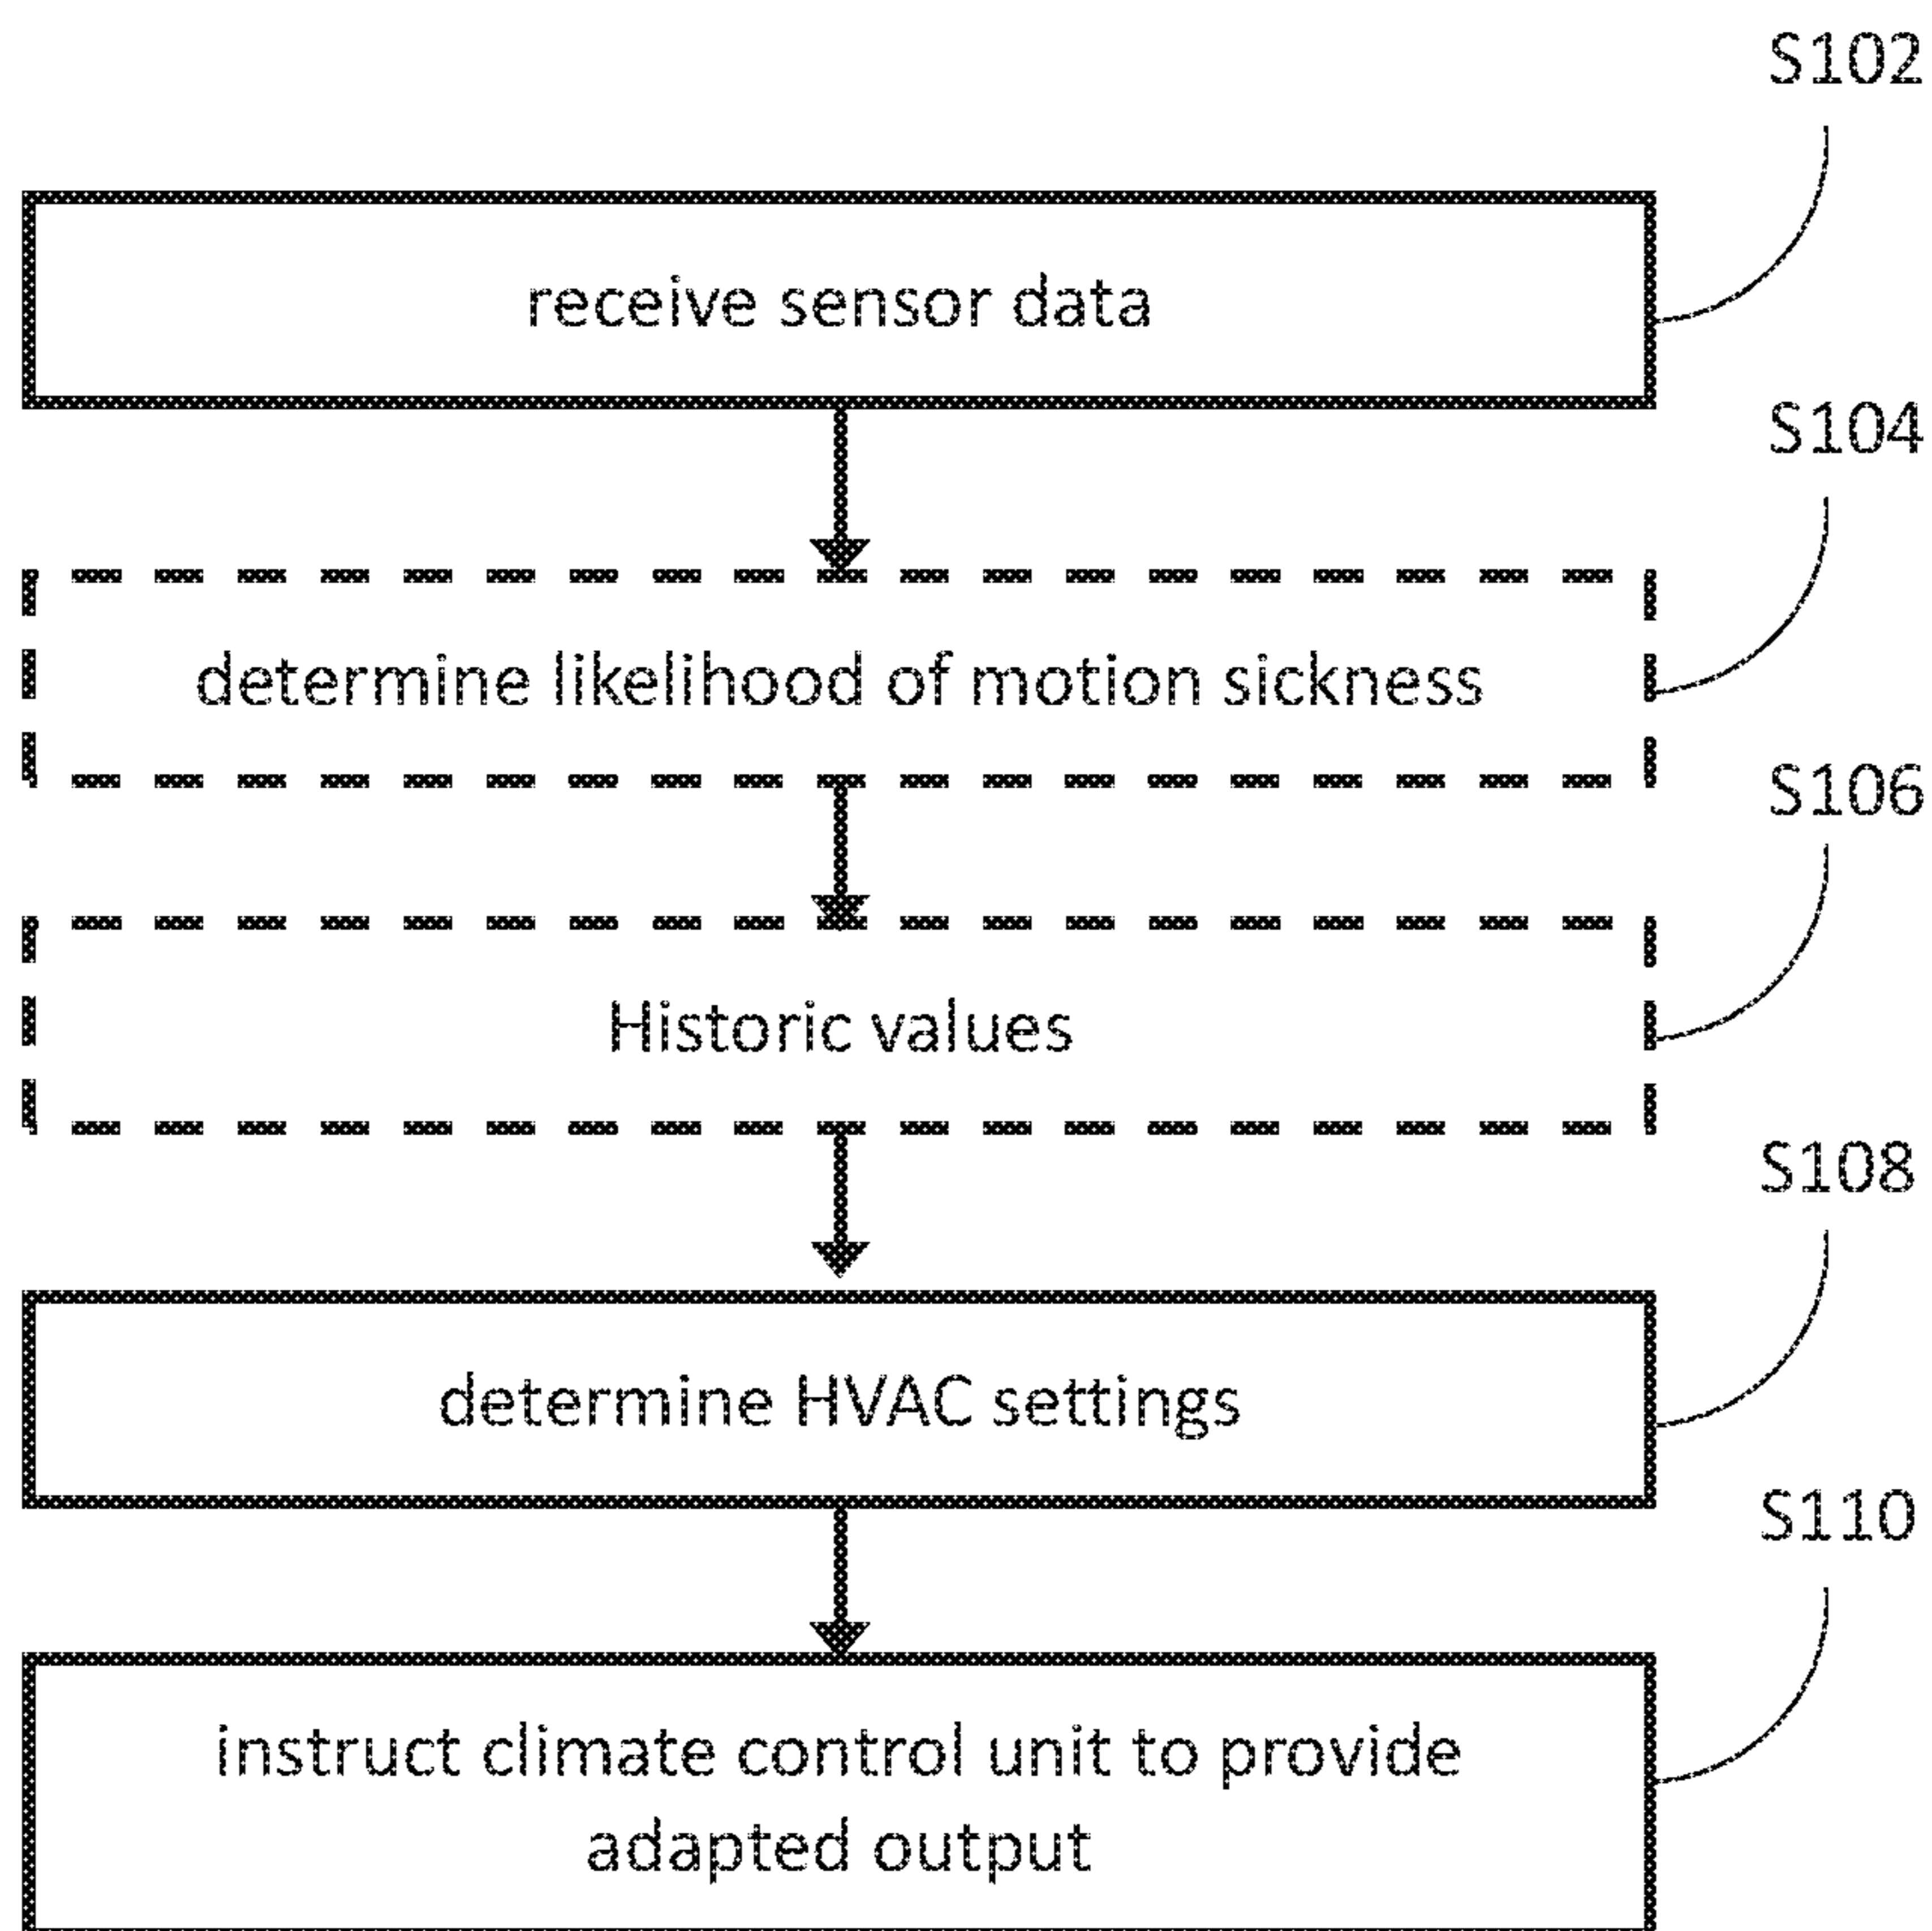 S102
receive sensor data
S104
determine likelihood of motion sickness
S106
Historic values
S108
determine HVAC settings
S110
instruct climate control unit to provide
adapted output